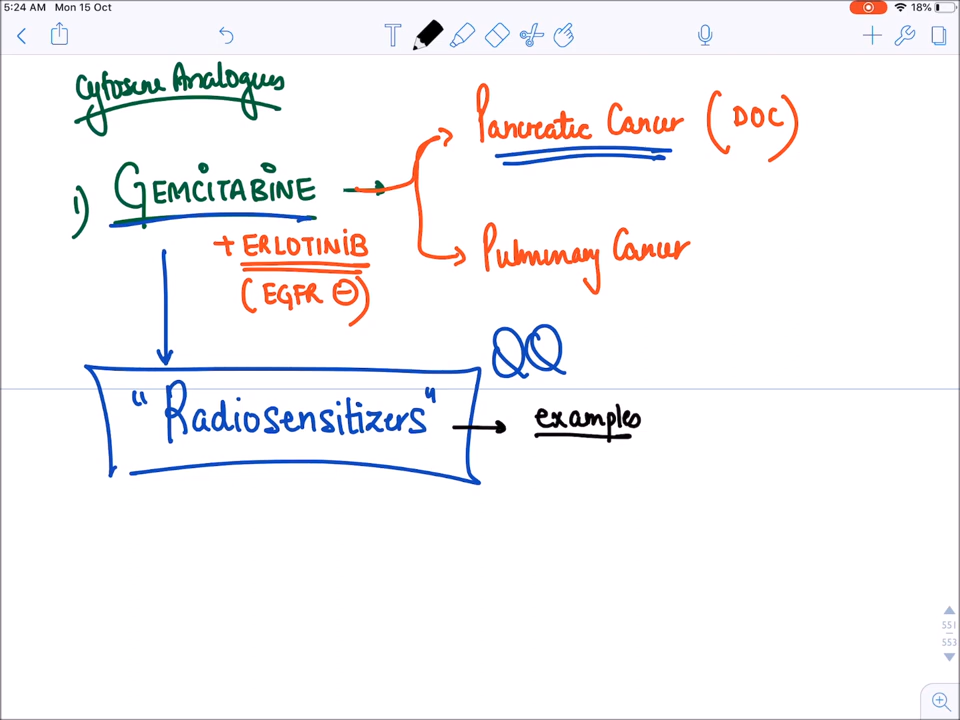 5:24 AM Mon 15 Oct
18%
T
Cytosine Analogues
Pancreatic Cancer (DOC)
1) GEMCITABINE
+ ERLOTINIB
Pulmunary Cancer
(EGFR ⊖)
QQ
"Radiosensitizers"
examples
551
553